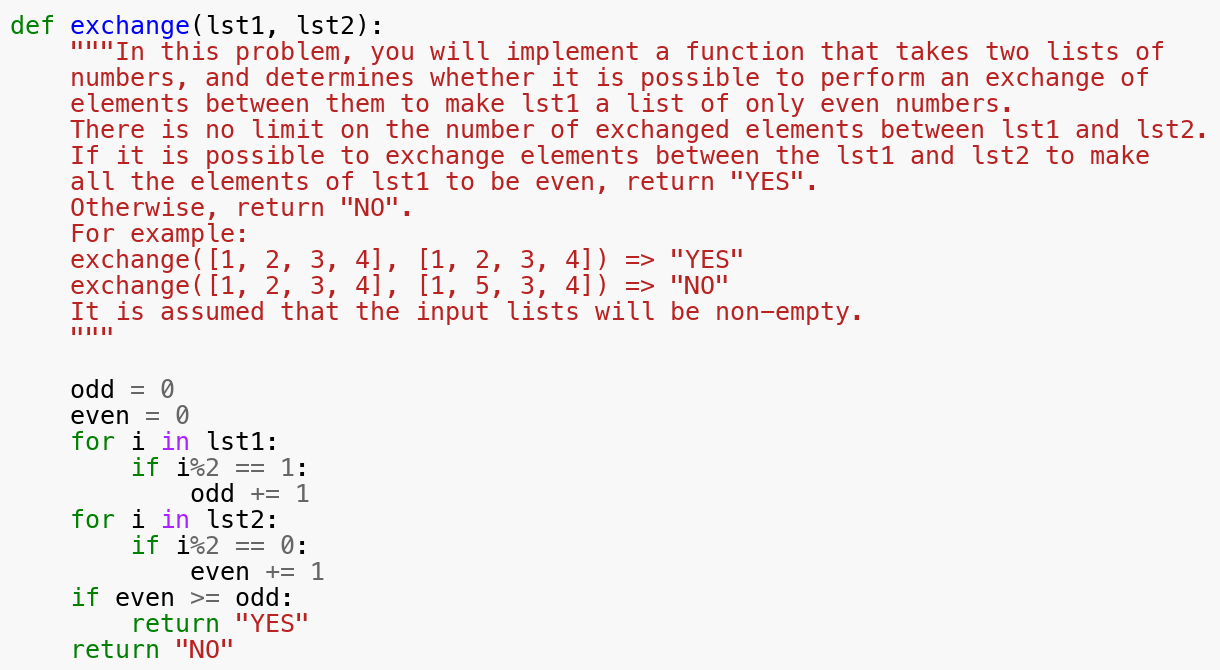 def exchange(lst1, lst2):
    """In this problem, you will implement a function that takes two lists of
    numbers, and determines whether it is possible to perform an exchange of
    elements between them to make lst1 a list of only even numbers.
    There is no limit on the number of exchanged elements between lst1 and lst2.
    If it is possible to exchange elements between the lst1 and lst2 to make
    all the elements of lst1 to be even, return "YES".
    Otherwise, return "NO".
    For example:
    exchange([1, 2, 3, 4], [1, 2, 3, 4]) => "YES"
    exchange([1, 2, 3, 4], [1, 5, 3, 4]) => "NO"
    It is assumed that the input lists will be non-empty.
    """

    odd = 0
    even = 0
    for i in lst1:
        if i%2 == 1:
            odd += 1
    for i in lst2:
        if i%2 == 0:
            even += 1
    if even >= odd:
        return "YES"
    return "NO"